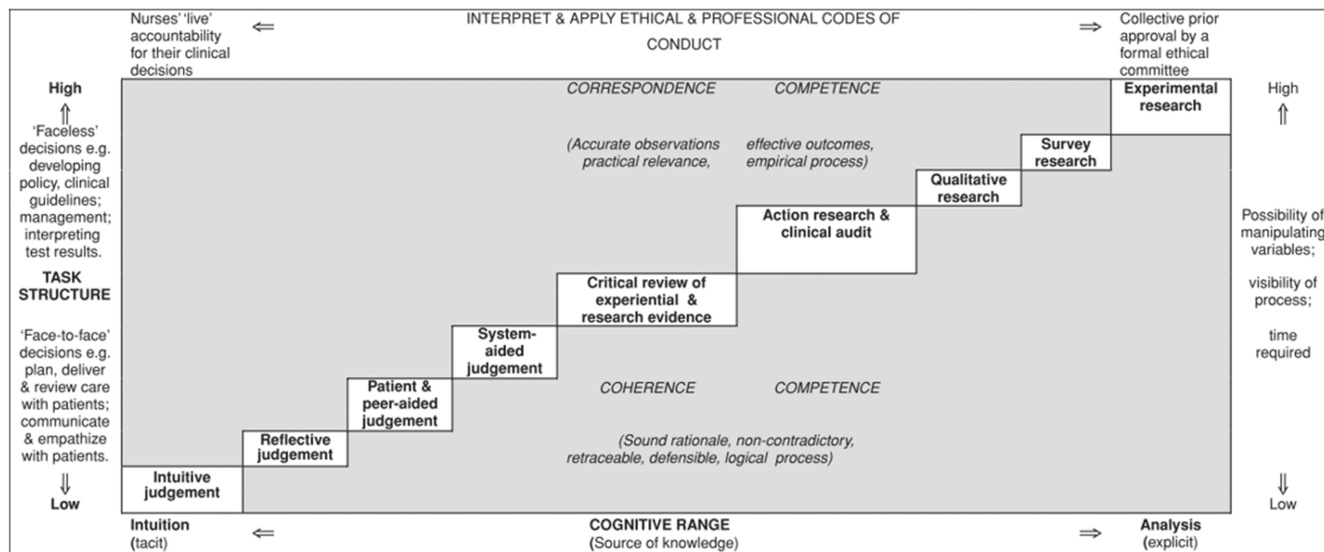 Nurses' 'live'
accountability
for their clinical
decisions
⇐ INTERPRET & APPLY ETHICAL & PROFESSIONAL CODES OF ⇒
CONDUCT
Collective prior
approval by a
formal ethical
committee
High
⇑
'Faceless'
decisions e.g.
developing
policy, clinical
guidelines;
management;
interpreting
test results.
TASK
STRUCTURE
'Face-to-face'
decisions e.g.
plan, deliver
& review care
with patients;
communicate
& empathize
with patients.
⇓
Low
CORRESPONDENCE COMPETENCE
(Accurate observations effective outcomes,
practical relevance, empirical process)
Experimental
research
Survey
research
Qualitative
research
Action research &
clinical audit
Critical review of
experiential &
research evidence
System-
aided
judgement
Patient &
peer-aided
judgement
Reflective
judgement
Intuitive
judgement
COHERENCE COMPETENCE
(Sound rationale, non-contradictory,
retraceable, defensible, logical process)
High
⇑
Possibility of
manipulating
variables;
visibility of
process;
time
required
⇓
Low
Intuition
(tacit)
⇐ COGNITIVE RANGE ⇒
(Source of knowledge)
Analysis
(explicit)